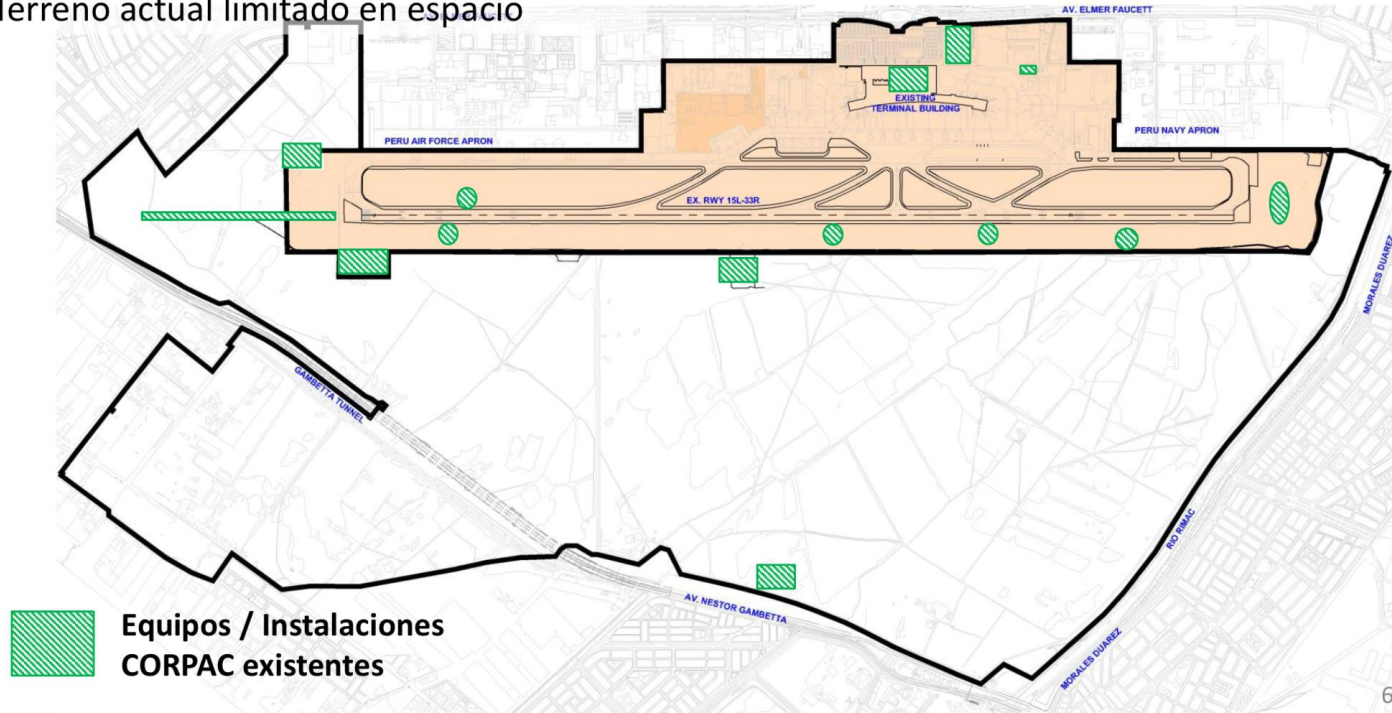 Terreno actual limitado en espacio
AV. ELMER FAUCETT
EXISTING
TERMINAL BUILDING
PERU AIR FORCE APRON
PERU NAVY APRON
EX. RWY 15L-33R
MORALES DUAREZ
GAMBETTA TUNNEL
RIO RIMAC
AV. NESTOR GAMBETTA
MORALES DUAREZ
Equipos / Instalaciones
CORPAC existentes
6